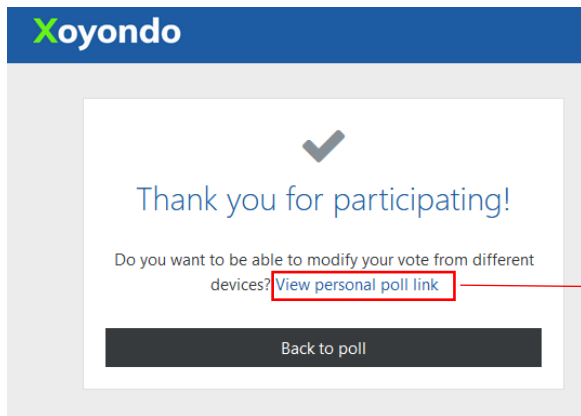 Xoyondo
Thank you for participating!
Do you want to be able to modify your vote from different
devices? View personal poll link
Back to poll